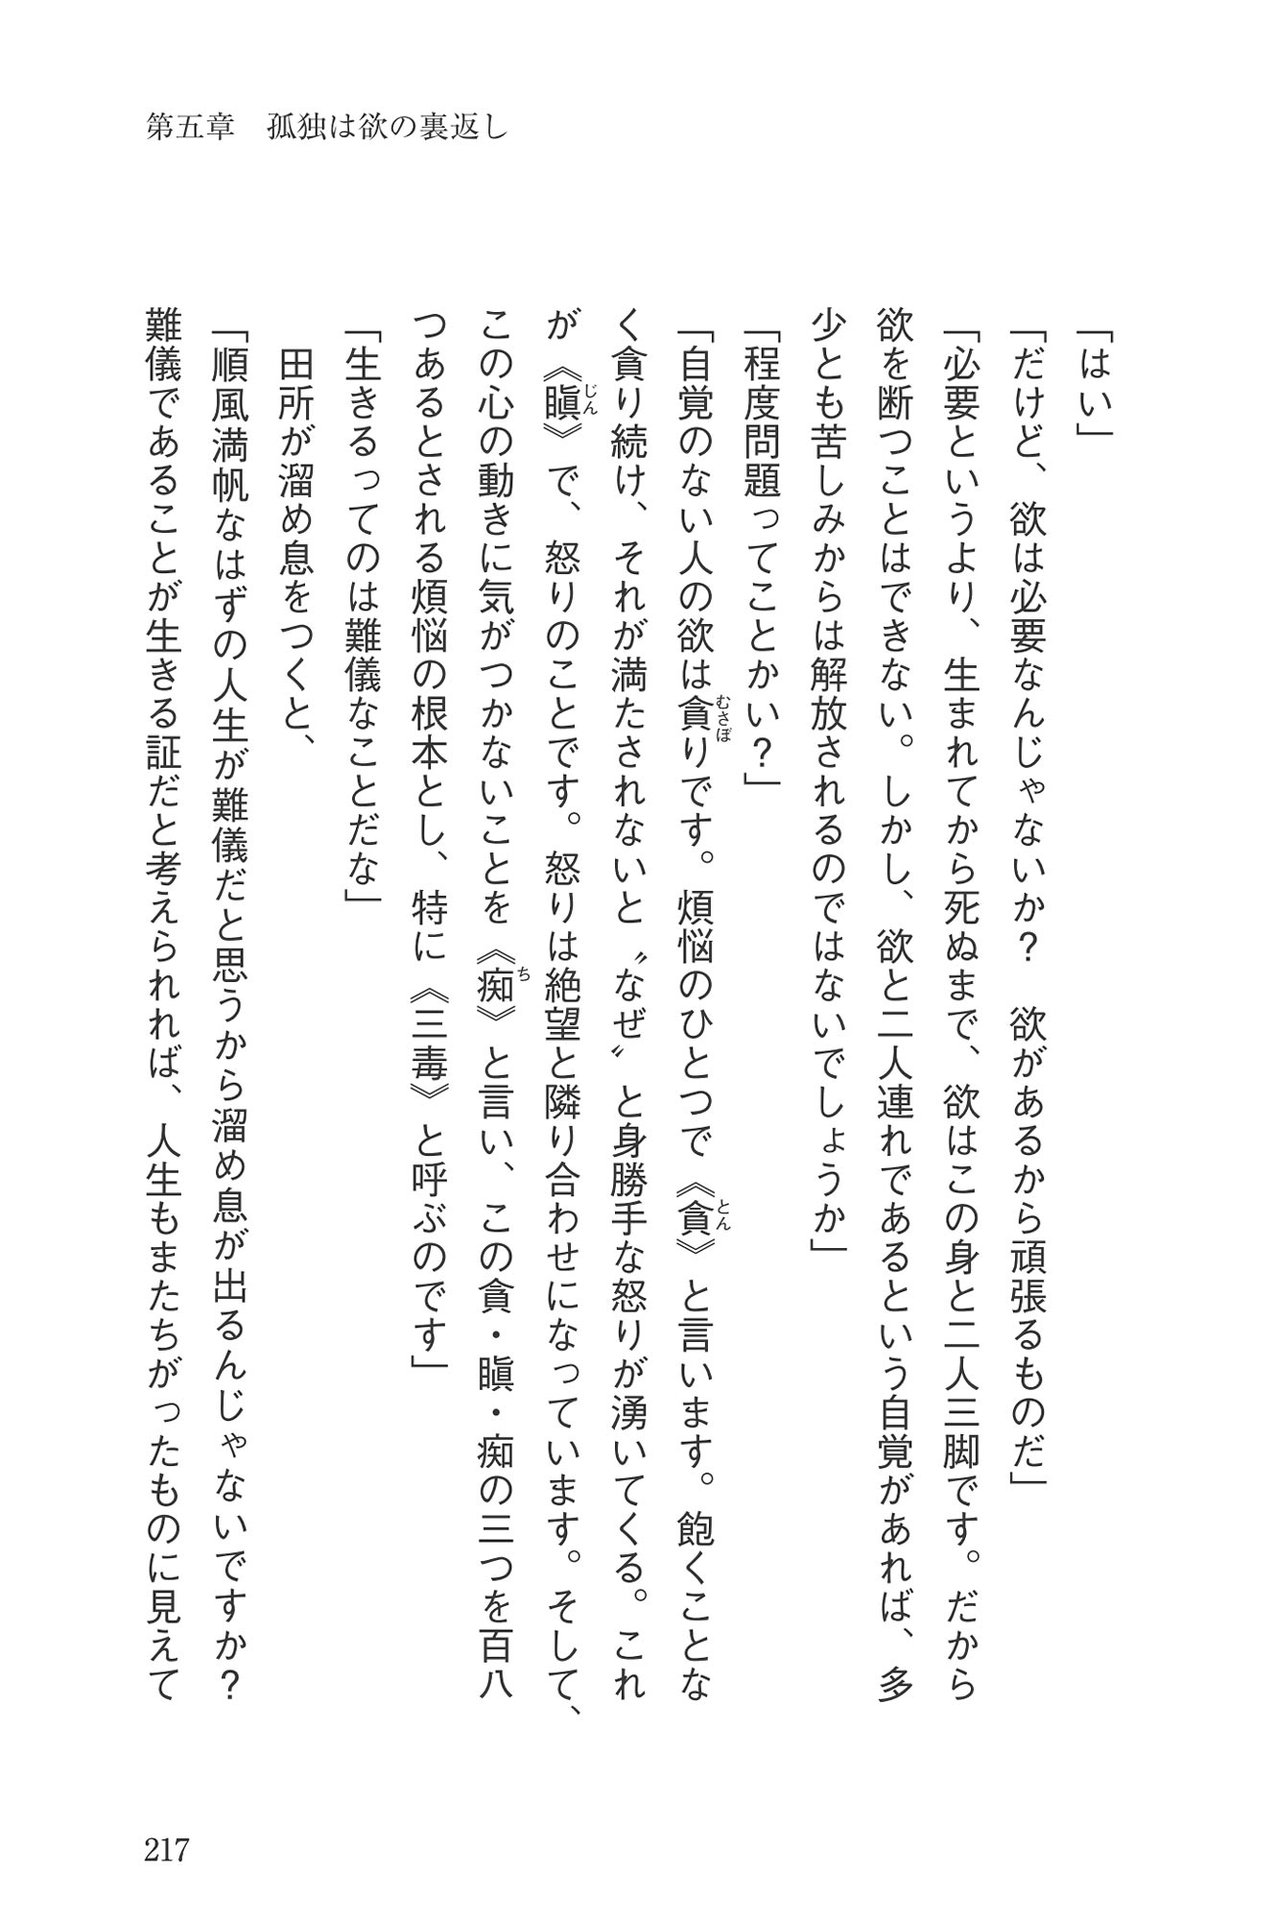 第五章　孤独は欲の裏返し
「はい」
「だけど、欲は必要なんじゃないか？　欲があるから頑張るものだ」
「必要というより、生まれてから死ぬまで、欲はこの身と二人三脚です。だから
欲を断つことはできない。しかし、欲と二人連れであるという自覚があれば、多
少とも苦しみからは解放されるのではないでしょうか」
「程度問題ってことかい？」
「自覚のない人の欲は貪りです。煩悩のひとつで《貪》と言います。飽くことな
く貪り続け、それが満たされないと〝なぜ〟と身勝手な怒りが湧いてくる。これ
が《瞋》で、怒りのことです。怒りは絶望と隣り合わせになっています。そして、
この心の動きに気がつかないことを《痴》と言い、この貪・瞋・痴の三つを百八
つあるとされる煩悩の根本とし、特に《三毒》と呼ぶのです」
「生きるってのは難儀なことだな」
　田所が溜め息をつくと、
「順風満帆なはずの人生が難儀だと思うから溜め息が出るんじゃないですか？
難儀であることが生きる証だと考えられれば、人生もまたちがったものに見えて
217